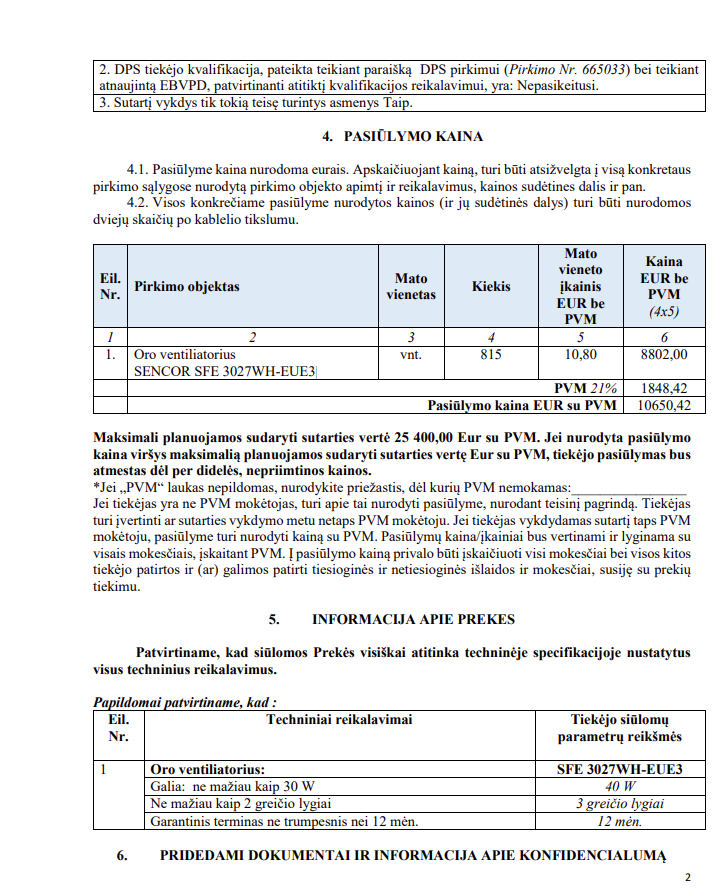 2. DPS tiekėjo kvalifikacija, pateikta teikiant paraišką DPS pirkimui (Pirkimo Nr. 665033) bei teikiant
atnaujintą EBVPD, patvirtinanti atitiktį kvalifikacijos reikalavimui, yra: Nepasikeitusi.
3. Sutartį vykdys tik tokią teisę turintys asmenys Taip.
4. PASIŪLYMO KAINA
4.1. Pasiūlyme kaina nurodoma eurais. Apskaičiuojant kainą, turi būti atsižvelgta į visą konkretaus
pirkimo sąlygose nurodytą pirkimo objekto apimtį ir reikalavimus, kainos sudėtines dalis ir pan.
4.2. Visos konkrečiame pasiūlyme nurodytos kainos (ir jų sudėtinės dalys) turi būti nurodomos
dviejų skaičių po kablelio tikslumu.
Eil. Nr. Pirkimo objektas Mato vienetas Kiekis Mato vieneto įkainis EUR be PVM Kaina EUR be PVM (4x5)
1 2 3 4 5 6
1. Oro ventiliatorius vnt. 815 10,80 8802,00
SENCOR SFE 3027WH-EUE3
PVM 21% 1848,42
Pasiūlymo kaina EUR su PVM 10650,42
Maksimali planuojamos sudaryti sutarties vertė 25 400,00 Eur su PVM. Jei nurodyta pasiūlymo
kaina viršys maksimalią planuojamos sudaryti sutarties vertę Eur su PVM, tiekėjo pasiūlymas bus
atmestas dėl per didelės, nepriimtinos kainos.
*Jei „PVM“ laukas nepildomas, nurodykite priežastis, dėl kurių PVM nemokamas:_________________
Jei tiekėjas yra ne PVM mokėtojas, turi apie tai nurodyti pasiūlyme, nurodant teisinį pagrindą. Tiekėjas
turi įvertinti ar sutarties vykdymo metu netaps PVM mokėtoju. Jei tiekėjas vykdydamas sutartį taps PVM
mokėtoju, pasiūlyme turi nurodyti kainą su PVM. Pasiūlymų kaina/įkainiai bus vertinami ir lyginama su
visais mokesčiais, įskaitant PVM. Į pasiūlymo kainą privalo būti įskaičiuoti visi mokesčiai bei visos kitos
tiekėjo patirtos ir (ar) galimos patirti tiesioginės ir netiesioginės išlaidos ir mokesčiai, susiję su prekių
tiekimu.
5. INFORMACIJA APIE PREKES
Patvirtiname, kad siūlomos Prekės visiškai atitinka techninėje specifikacijoje nustatytus
visus techninius reikalavimus.
Papildomai patvirtiname, kad :
Eil. Nr. Techniniai reikalavimai Tiekėjo siūlomų parametrų reikšmės
1 Oro ventiliatorius: SFE 3027WH-EUE3
Galia: ne mažiau kaip 30 W 40 W
Ne mažiau kaip 2 greičio lygiai 3 greičio lygiai
Garantinis terminas ne trumpesnis nei 12 mėn. 12 mėn.
6. PRIDEDAMI DOKUMENTAI IR INFORMACIJA APIE KONFIDENCIALUMĄ
2